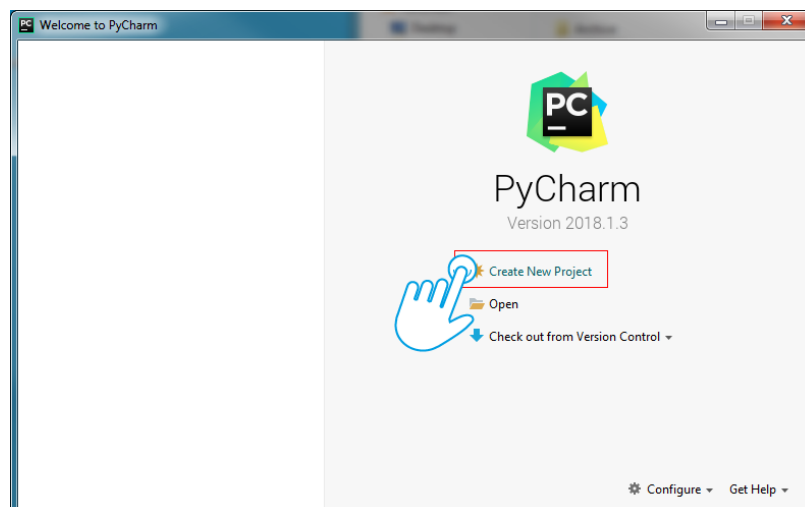 Welcome to PyCharm
PC
PyCharm
Version 2018.1.3
Create New Project
Open
Check out from Version Control
Configure
Get Help